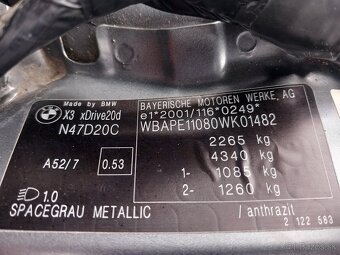 Made by BMW
X3 xDrive20d
N47D20C
BAYERISCHE MOTOREN WERKE, AG
e1*2001/116*0249*
WBAPE11080WK01482
2265 kg
4340 kg
1- 1085 kg
2- 1260 kg
A52/7
0.53
1.0
SPACEGRAU METALLIC
/ anthrazit
2 122 583